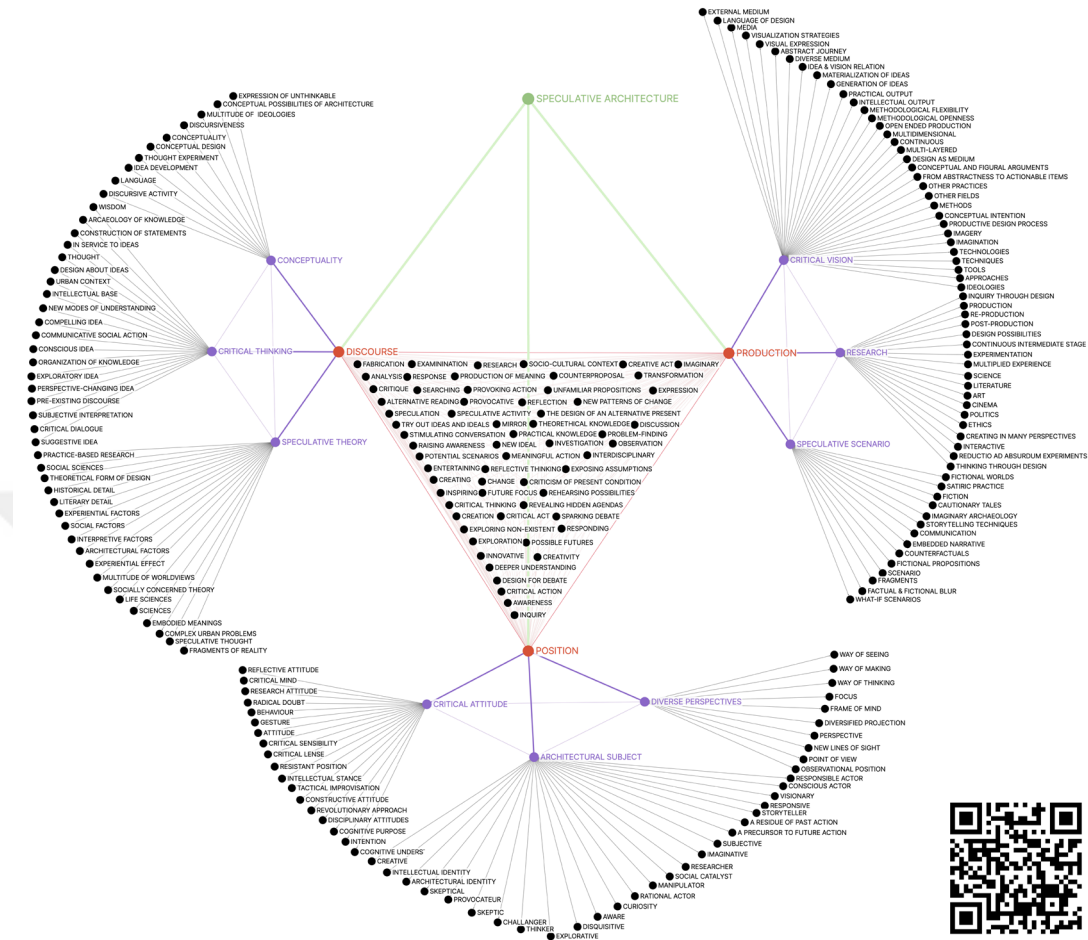 SPECULATIVE ARCHITECTURE
EXPRESSION OF UNTHINKABLE
CONCEPTUAL POSSIBILITIES OF ARCHITECTURE
MULTITUDE OF IDEOLOGIES
DISCURSIVENESS
CONCEPTUALITY
CONCEPTUAL DESIGN
THOUGHT EXPERIMENT
IDEA DEVELOPMENT
LANGUAGE
DISCURSIVE ACTIVITY
WISDOM
ARCAEOLOGY OF KNOWLEDGE
CONSTRUCTION OF STATEMENTS
IN SERVICE TO IDEAS
THOUGHT
DESIGN ABOUT IDEAS
URBAN CONTEXT
INTELLECTUAL BASE
NEW MODES OF UNDERSTANDING
COMPELLING IDEA
COMMUNICATIVE SOCIAL ACTION
CONSCIOUS IDEA
ORGANIZATION OF KNOWLEDGE
EXPLORATORY IDEA
PERSPECTIVE-CHANGING IDEA
PRE-EXISTING DISCOURSE
SUBJECTIVE INTERPRETATION
CRITICAL DIALOGUE
SUGGESTIVE IDEA
PRACTICE-BASED RESEARCH
SOCIAL SCIENCES
THEORETICAL FORM OF DESIGN
HISTORICAL DETAIL
LITERARY DETAIL
EXPERIENTIAL FACTORS
SOCIAL FACTORS
INTERPRETIVE FACTORS
ARCHITECTURAL FACTORS
EXPERIENTIAL EFFECT
MULTITUDE OF WORLDVIEWS
SOCIALLY CONCERNED THEORY
LIFE SCIENCES
SCIENCES
EMBODIED MEANINGS
COMPLEX URBAN PROBLEMS
SPECULATIVE THOUGHT
FRAGMENTS OF REALITY
CONCEPTUALITY
CRITICAL THINKING
SPECULATIVE THEORY
DISCOURSE
PRODUCTION
FABRICATION EXAMININATION RESEARCH SOCIO-CULTURAL CONTEXT CREATIVE ACT IMAGINARY
ANALYSIS RESPONSE PRODUCTION OF MEANING COUNTERPROPOSAL TRANSFORMATION
CRITIQUE SEARCHING PROVOKING ACTION UNFAMILIAR PROPOSITIONS EXPRESSION
ALTERNATIVE READING PROVOCATIVE REFLECTION NEW PATTERNS OF CHANGE
SPECULATION SPECULATIVE ACTIVITY THE DESIGN OF AN ALTERNATIVE PRESENT
TRY OUT IDEAS AND IDEALS MIRROR THEORETHICAL KNOWLEDGE DISCUSSION
STIMULATING CONVERSATION PRACTICAL KNOWLEDGE PROBLEM-FINDING
RAISING AWARENESS NEW IDEAL INVESTIGATION OBSERVATION
POTENTIAL SCENARIOS MEANINGFUL ACTION INTERDISCIPLINARY
ENTERTAINING REFLECTIVE THINKING EXPOSING ASSUMPTIONS
CREATING CHANGE CRITICISM OF PRESENT CONDITION
INSPIRING FUTURE FOCUS REHEARSING POSSIBILITIES
CRITICAL THINKING REVEALING HIDDEN AGENDAS
CREATION CRITICAL ACT SPARKING DEBATE
EXPLORING NON-EXISTENT RESPONDING
EXPLORATION POSSIBLE FUTURES
INNOVATIVE CREATIVITY
DEEPER UNDERSTANDING
DESIGN FOR DEBATE
CRITICAL ACTION
AWARENESS
INQUIRY
EXTERNAL MEDIUM
LANGUAGE OF DESIGN
MEDIA
VISUALIZATION STRATEGIES
VISUAL EXPRESSION
ABSTRACT JOURNEY
DIVERSE MEDIUM
IDEA & VISION RELATION
MATERIALIZATION OF IDEAS
GENERATION OF IDEAS
PRACTICAL OUTPUT
INTELLECTUAL OUTPUT
METHODOLOGICAL FLEXIBILITY
METHODOLOGICAL OPENNESS
OPEN ENDED PRODUCTION
MULTIDIMENSIONAL
CONTINUOUS
MULTI-LAYERED
DESIGN AS MEDIUM
CONCEPTUAL AND FIGURAL ARGUMENTS
FROM ABSTRACTNESS TO ACTIONABLE ITEMS
OTHER PRACTICES
OTHER FIELDS
METHODS
CONCEPTUAL INTENTION
PRODUCTIVE DESIGN PROCESS
IMAGERY
IMAGINATION
TECHNOLOGIES
TECHNIQUES
TOOLS
APPROACHES
IDEOLOGIES
INQUIRY THROUGH DESIGN
PRODUCTION
RE-PRODUCTION
POST-PRODUCTION
DESIGN POSSIBILITIES
CONTINUOUS INTERMEDIATE STAGE
EXPERIMENTATION
MULTIPLIED EXPERIENCE
SCIENCE
LITERATURE
ART
CINEMA
POLITICS
ETHICS
CREATING IN MANY PERSPECTIVES
INTERACTIVE
REDUCTIO AD ABSURDUM EXPERIMENTS
THINKING THROUGH DESIGN
FICTIONAL WORLDS
SATIRIC PRACTICE
FICTION
CAUTIONARY TALES
IMAGINARY ARCHAEOLOGY
STORYTELLING TECHNIQUES
COMMUNICATION
EMBEDDED NARRATIVE
COUNTERFACTUALS
FICTIONAL PROPOSITIONS
SCENARIO
FRAGMENTS
FACTUAL & FICTIONAL BLUR
WHAT-IF SCENARIOS
CRITICAL VISION
RESEARCH
SPECULATIVE SCENARIO
POSITION
CRITICAL ATTITUDE
DIVERSE PERSPECTIVES
ARCHITECTURAL SUBJECT
REFLECTIVE ATTITUDE
CRITICAL MIND
RESEARCH ATTITUDE
RADICAL DOUBT
BEHAVIOUR
GESTURE
ATTITUDE
CRITICAL SENSIBILITY
CRITICAL LENSE
RESISTANT POSITION
INTELLECTUAL STANCE
TACTICAL IMPROVISATION
CONSTRUCTIVE ATTITUDE
REVOLUTIONARY APPROACH
DISCIPLINARY ATTITUDES
COGNITIVE PURPOSE
INTENTION
COGNITIVE UNDERS
CREATIVE
INTELLECTUAL IDENTITY
ARCHITECTURAL IDENTITY
SKEPTICAL
PROVOCATEUR
SKEPTIC
CHALLANGER
THINKER
EXPLORATIVE
DISQUISITIVE
AWARE
CURIOSITY
RATIONAL ACTOR
MANIPULATOR
SOCIAL CATALYST
RESEARCHER
IMAGINATIVE
SUBJECTIVE
A PRECURSOR TO FUTURE ACTION
A RESIDUE OF PAST ACTION
STORYTELLER
RESPONSIVE
VISIONARY
CONSCIOUS ACTOR
RESPONSIBLE ACTOR
OBSERVATIONAL POSITION
POINT OF VIEW
NEW LINES OF SIGHT
PERSPECTIVE
DIVERSIFIED PROJECTION
FRAME OF MIND
FOCUS
WAY OF THINKING
WAY OF MAKING
WAY OF SEEING